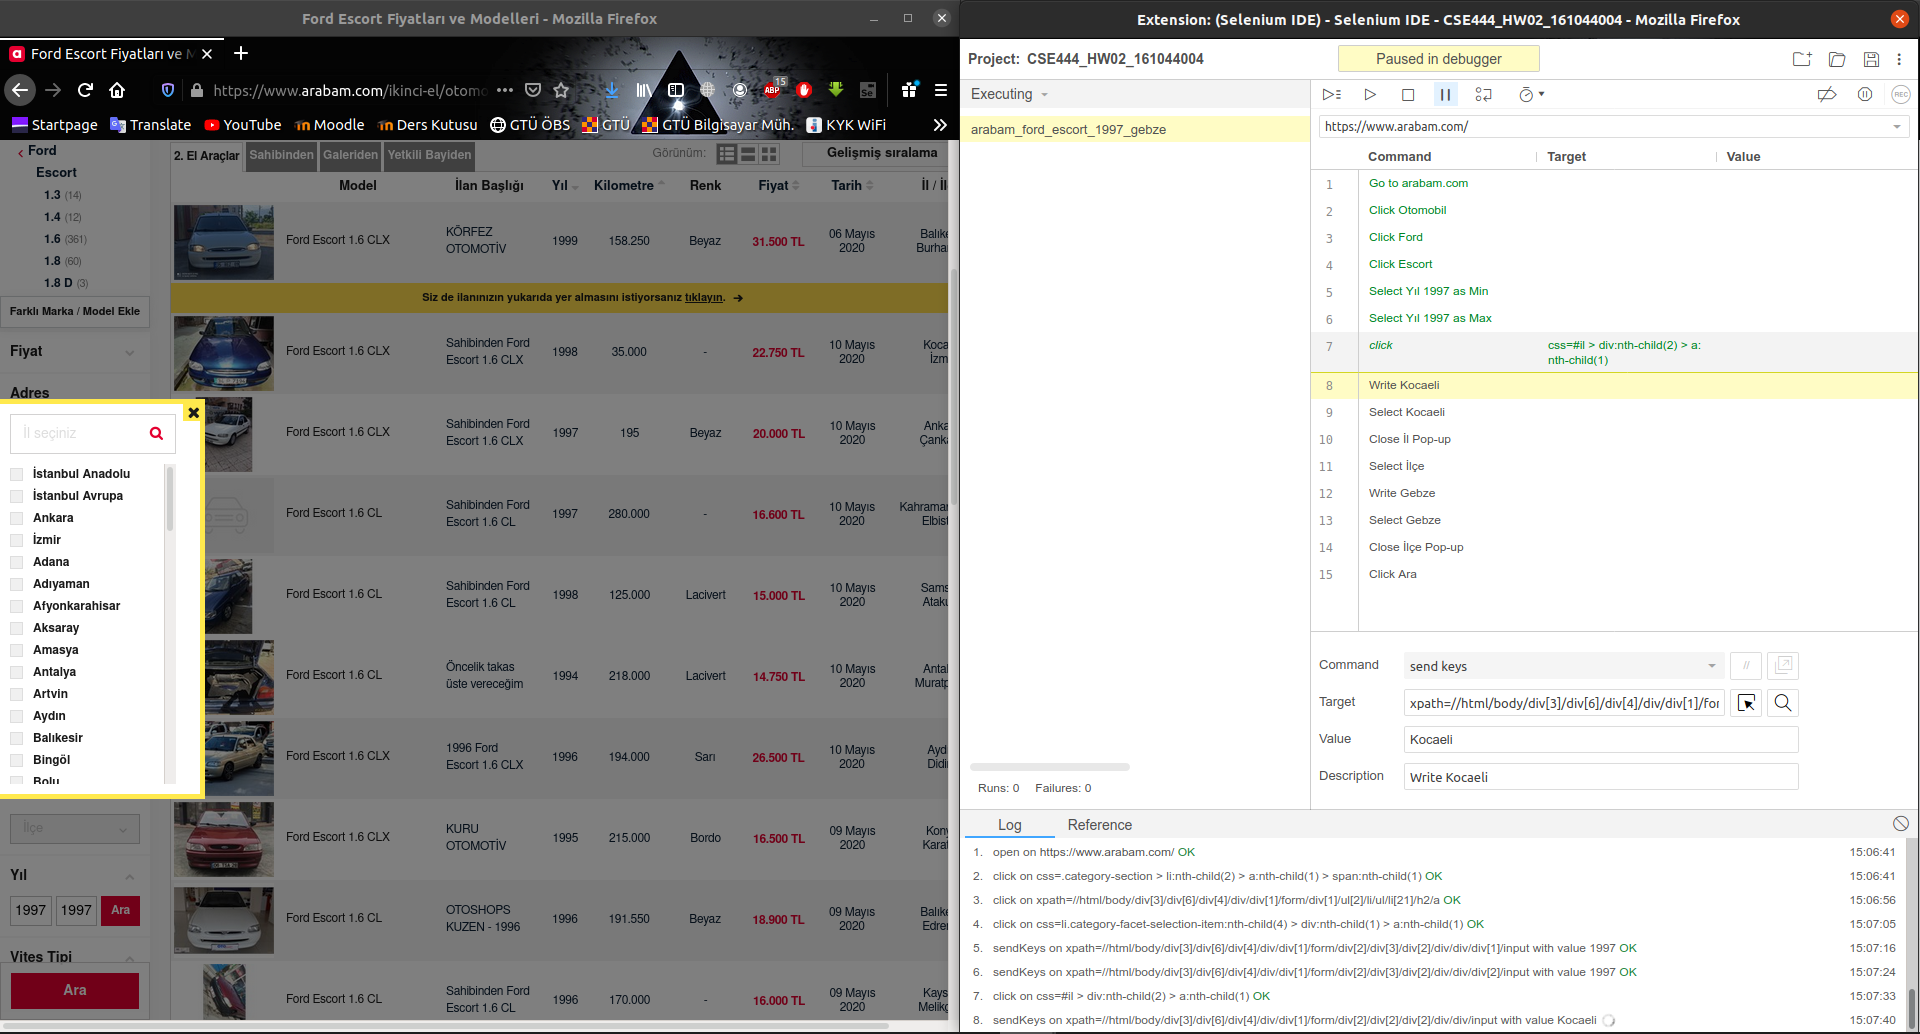 Ford Escort Fiyatları ve Modelleri - Mozilla Firefox
Ford Escort Fiyatları ve M
https://www.arabam.com/ikinci-el/otomo
15
ABP
Se
Startpage
Translate
YouTube
Moodle
Ders Kutusu
GTÜ ÖBS
GTÜ
GTÜ Bilgisayar Müh.
KYK WiFi
Ford
Escort
1.3 (14)
1.4 (12)
1.6 (361)
1.8 (60)
1.8 D (3)
Farklı Marka / Model Ekle
Fiyat
Adres
İl seçiniz
İstanbul Anadolu
İstanbul Avrupa
Ankara
İzmir
Adana
Adıyaman
Afyonkarahisar
Aksaray
Amasya
Antalya
Artvin
Aydın
Balıkesir
Bingöl
Bolu
İlçe
Yıl
1997 1997 Ara
Vites Tipi
Ara
2. El Araçlar Sahibinden Galeriden Yetkili Bayiden
Görünüm:
Gelişmiş sıralama
Model İlan Başlığı Yıl Kilometre Renk Fiyat Tarih İl / İl
Ford Escort 1.6 CLX KÖRFEZ OTOMOTİV 1999 158.250 Beyaz 31.500 TL 06 Mayıs 2020 Balıke Burhan
Siz de ilanınızın yukarıda yer almasını istiyorsanız tıklayın.
Ford Escort 1.6 CLX Sahibinden Ford Escort 1.6 CLX 1998 35.000 - 22.750 TL 10 Mayıs 2020 Koca İzm
Ford Escort 1.6 CLX Sahibinden Ford Escort 1.6 CLX 1997 195 Beyaz 20.000 TL 10 Mayıs 2020 Anka Çanka
Ford Escort 1.6 CL Sahibinden Ford Escort 1.6 CL 1997 280.000 - 16.600 TL 10 Mayıs 2020 Kahraman Elbist
Ford Escort 1.6 CL Sahibinden Ford Escort 1.6 CL 1998 125.000 Lacivert 15.000 TL 10 Mayıs 2020 Sams Ataku
Ford Escort 1.6 CL Öncelik takas üste vereceğim 1994 218.000 Lacivert 14.750 TL 10 Mayıs 2020 Antal Muratp
Ford Escort 1.6 CLX 1996 Ford Escort 1.6 CLX 1996 194.000 Sarı 26.500 TL 10 Mayıs 2020 Aydı Didi
Ford Escort 1.6 CLX KURU OTOMOTİV 1995 215.000 Bordo 16.500 TL 09 Mayıs 2020 Kony Karat
Ford Escort 1.6 CL OTOSHOPS KUZEN - 1996 1996 191.550 Beyaz 18.900 TL 09 Mayıs 2020 Balıke Edrem
Ford Escort 1.6 CL Sahibinden Ford Escort 1.6 CL 1996 170.000 - 16.000 TL 09 Mayıs 2020 Kays Melikg
Extension: (Selenium IDE) - Selenium IDE - CSE444_HW02_161044004 - Mozilla Firefox
Project: CSE444_HW02_161044004
Paused in debugger
Executing
arabam_ford_escort_1997_gebze
Runs: 0 Failures: 0
REC
https://www.arabam.com/
Command Target Value
1 Go to arabam.com
2 Click Otomobil
3 Click Ford
4 Click Escort
5 Select Yıl 1997 as Min
6 Select Yıl 1997 as Max
7 click css=#il > div:nth-child(2) > a:nth-child(1)
8 Write Kocaeli
9 Select Kocaeli
10 Close İl Pop-up
11 Select İlçe
12 Write Gebze
13 Select Gebze
14 Close İlçe Pop-up
15 Click Ara
Command send keys //
Target xpath=//html/body/div[3]/div[6]/div[4]/div/div[1]/for
Value Kocaeli
Description Write Kocaeli
Log Reference
1. open on https://www.arabam.com/ OK 15:06:41
2. click on css=.category-section > li:nth-child(2) > a:nth-child(1) > span:nth-child(1) OK 15:06:41
3. click on xpath=//html/body/div[3]/div[6]/div[4]/div/div[1]/form/div[1]/ul[2]/li/ul/li[21]/h2/a OK 15:06:56
4. click on css=li.category-facet-selection-item:nth-child(4) > div:nth-child(1) > a:nth-child(1) OK 15:07:05
5. sendKeys on xpath=//html/body/div[3]/div[6]/div[4]/div/div[1]/form/div[2]/div[3]/div[2]/div/div/div[1]/input with value 1997 OK 15:07:16
6. sendKeys on xpath=//html/body/div[3]/div[6]/div[4]/div/div[1]/form/div[2]/div[3]/div[2]/div/div/div[2]/input with value 1997 OK 15:07:24
7. click on css=#il > div:nth-child(2) > a:nth-child(1) OK 15:07:33
8. sendKeys on xpath=//html/body/div[3]/div[6]/div[4]/div/div[1]/form/div[2]/div[2]/div[2]/div/div/input with value Kocaeli 15:07:40